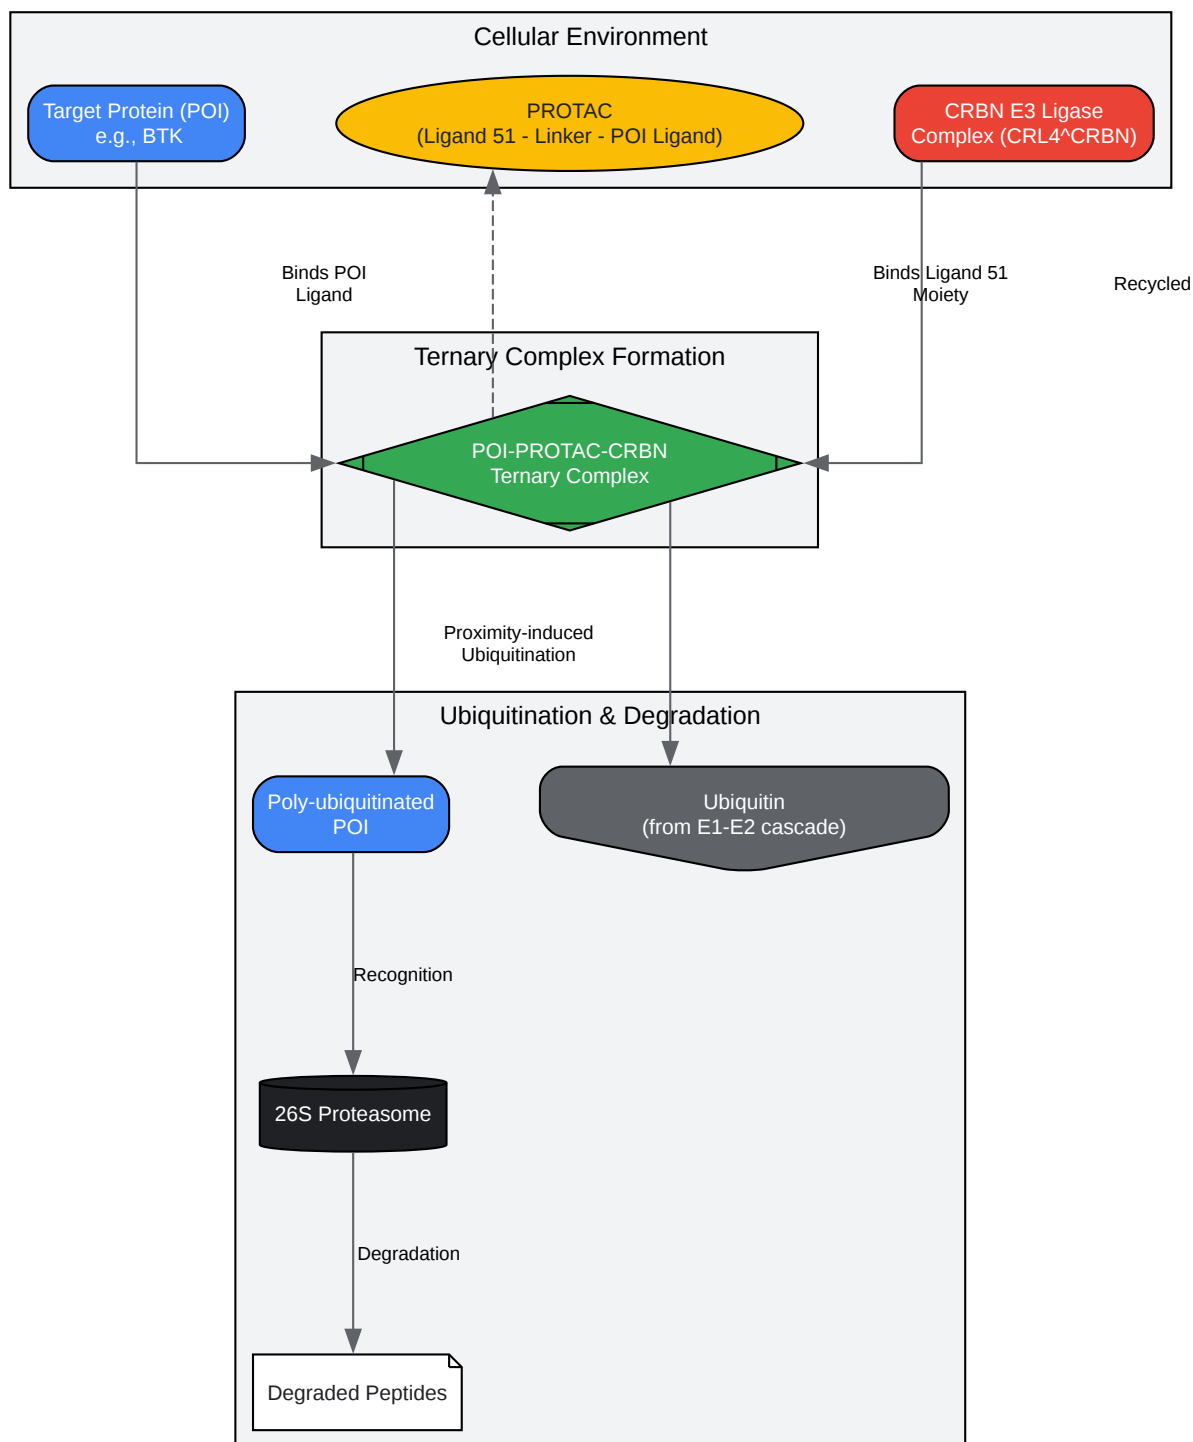 Cellular Environment
Target Protein (POI)
e.g., BTK
PROTAC
(Ligand 51 - Linker - POI Ligand)
CRBN E3 Ligase
Complex (CRL4^CRBN)
Binds POI
Ligand
Binds Ligand 51
Moiety
Recycled
Ternary Complex Formation
POI-PROTAC-CRBN
Ternary Complex
Proximity-induced
Ubiquitination
Ubiquitination & Degradation
Poly-ubiquitinated
POI
Ubiquitin
(from E1-E2 cascade)
Recognition
26S Proteasome
Degradation
Degraded Peptides